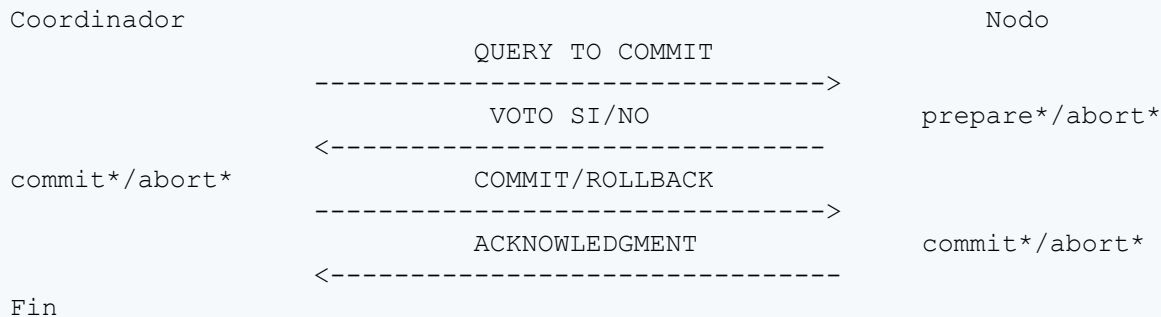 Coordinador Nodo
QUERY TO COMMIT
-------------------------------->
VOTO SI/NO prepare*/abort*
<-------------------------------
commit*/abort* COMMIT/ROLLBACK
-------------------------------->
ACKNOWLEDGMENT commit*/abort*
<--------------------------------
Fin